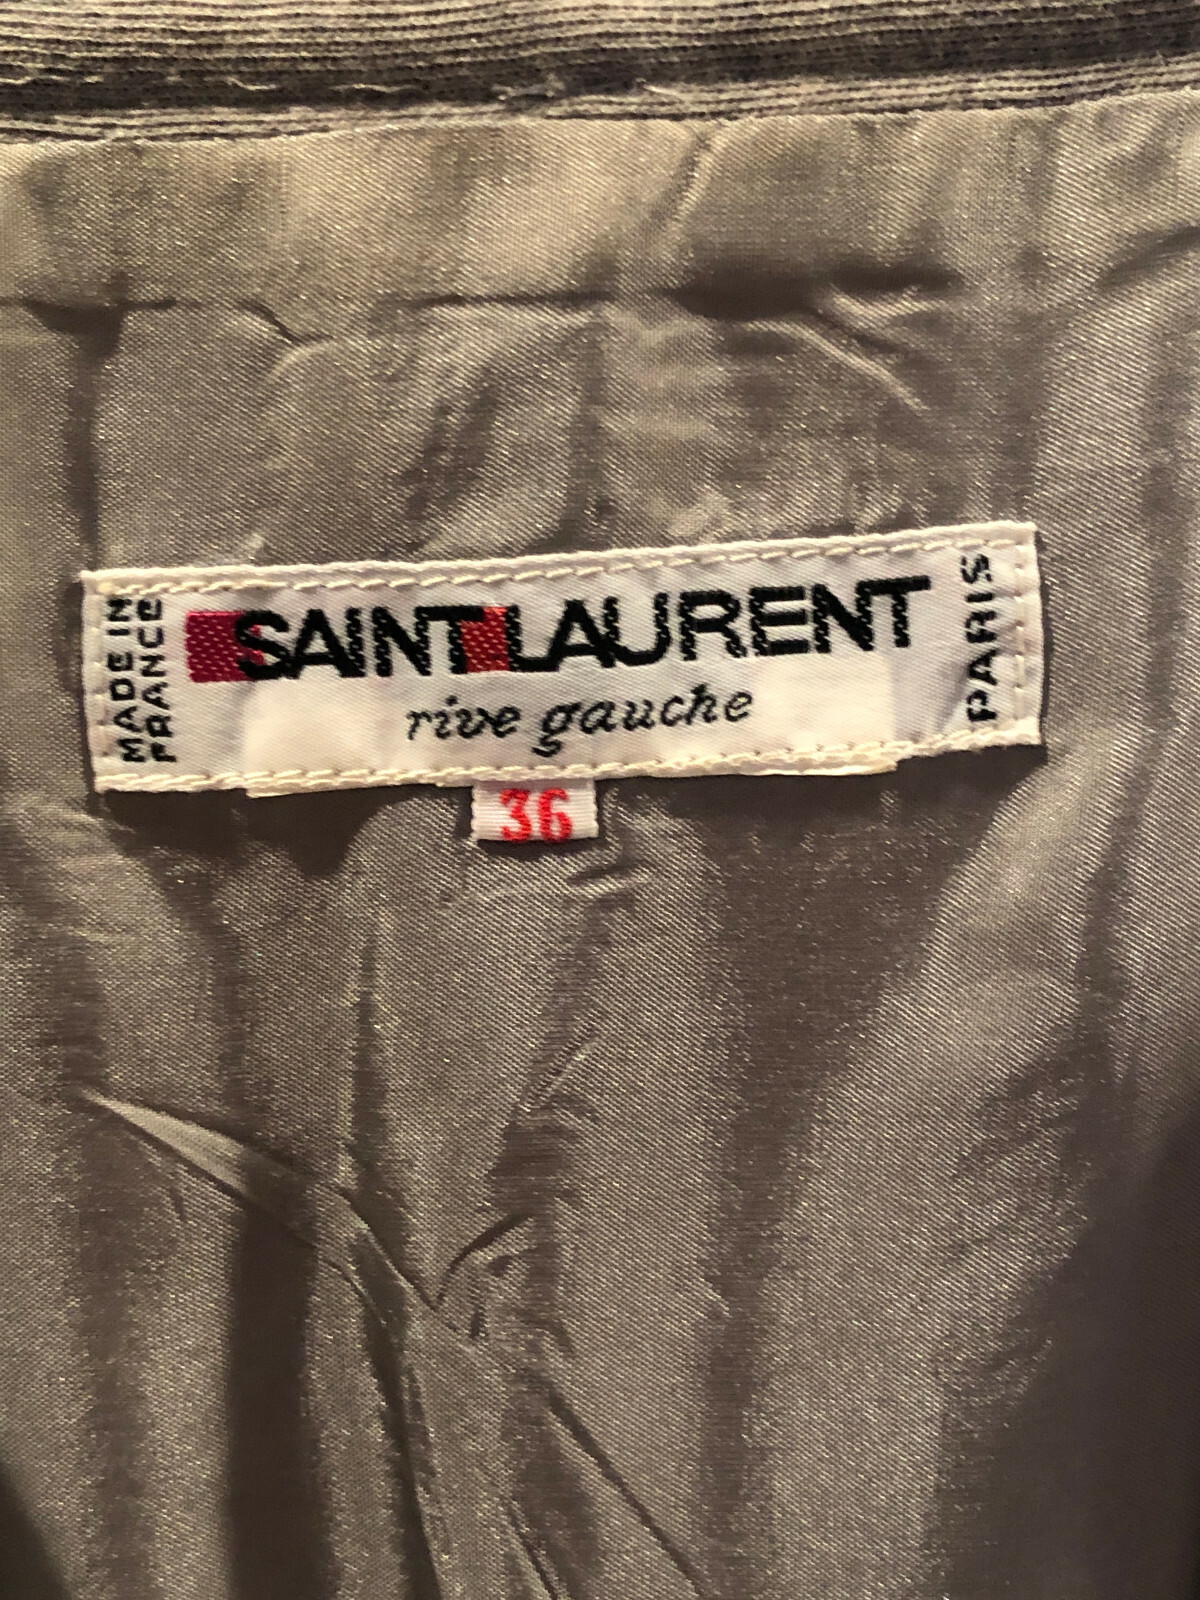 MADE IN
FRANCE
SAINT LAURENT
rive gauche
PARIS
36